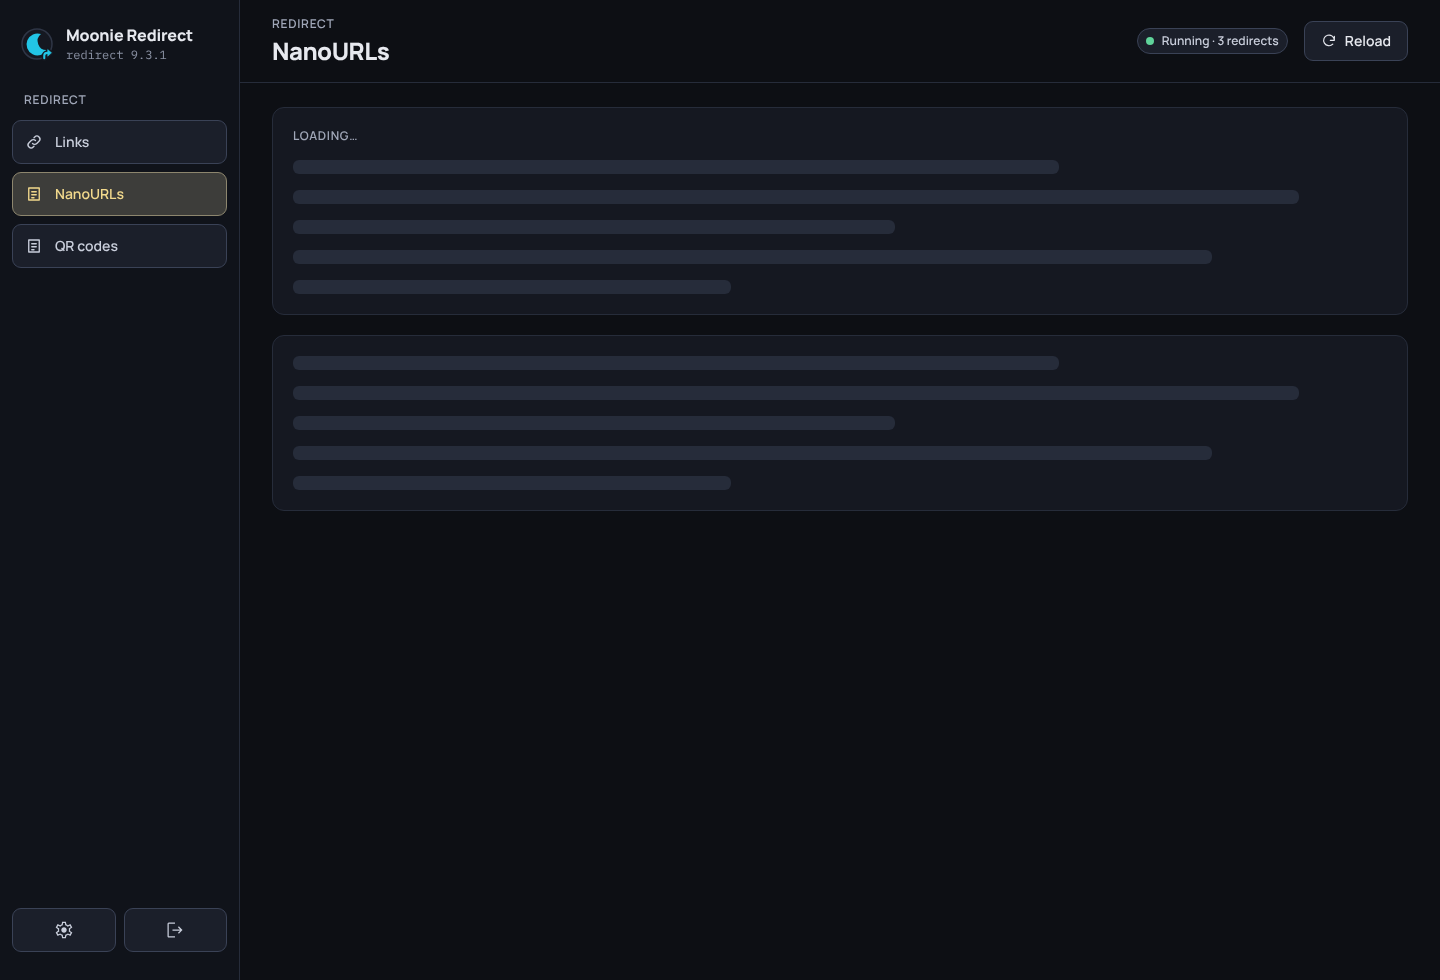 Moonie Redirect
redirect 9.3.1
REDIRECT
Links
NanoURLs
QR codes
REDIRECT
NanoURLs
Running · 3 redirects
Reload
LOADING…